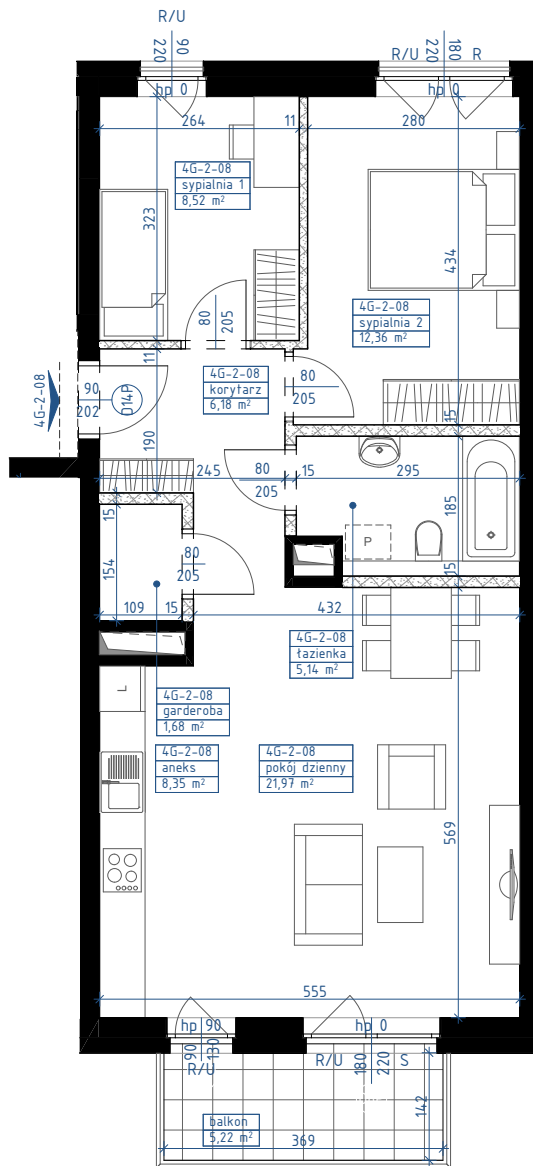 R/U
90
220
R/U
180
220
R
hp 0
hp 0
264
11
280
4G-2-08
sypialnia 1
8,52 m²
323
434
4G-2-08
sypialnia 2
12,36 m²
80
205
11
4G-2-08
korytarz
6,18 m²
80
205
4G-2-08
90
202
D14P
190
15
245
80
205
15
295
185
15
P
15
154
80
205
109
15
432
4G-2-08
łazienka
5,14 m²
L
4G-2-08
garderoba
1,68 m²
4G-2-08
aneks
8,35 m²
4G-2-08
pokój dzienny
21,97 m²
569
555
hp 90
hp 0
90
130
R/U
R/U
180
220
S
balkon
5,22 m²
142
369